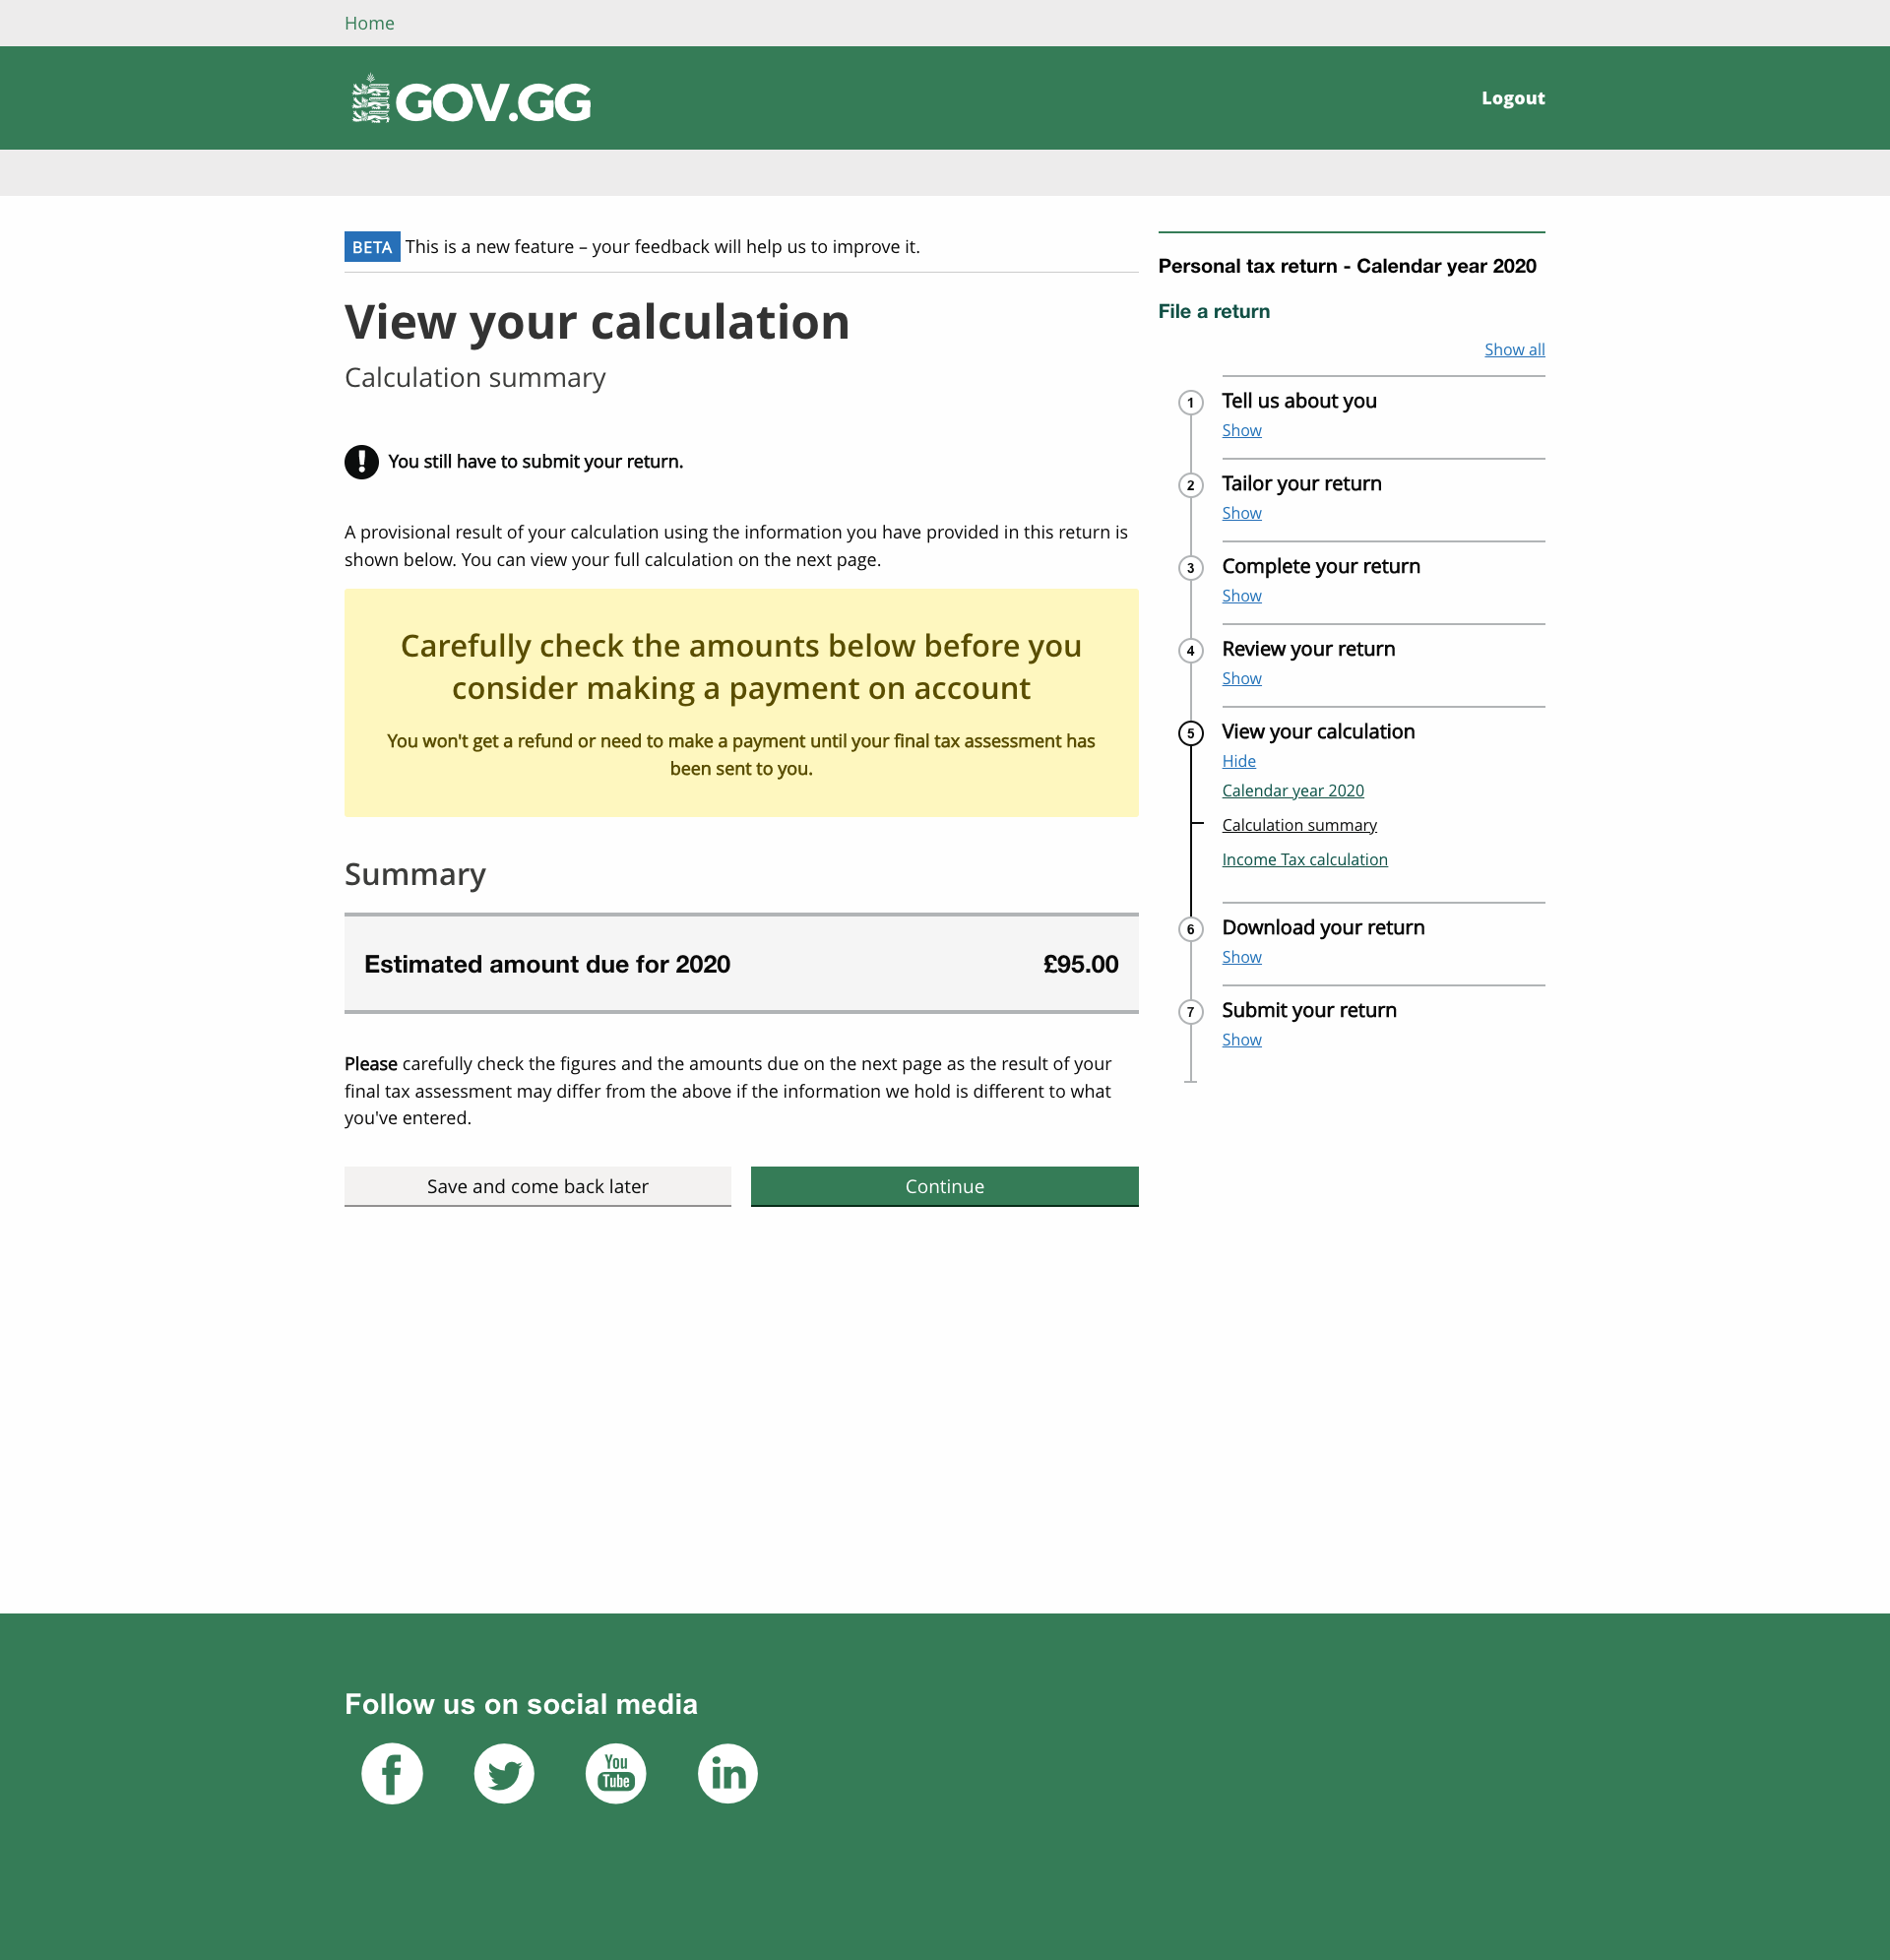 Home
GOV.GG
Logout
BETA This is a new feature – your feedback will help us to improve it.
View your calculation
Calculation summary
! You still have to submit your return.
A provisional result of your calculation using the information you have provided in this return is
shown below. You can view your full calculation on the next page.
Carefully check the amounts below before you
consider making a payment on account
You won't get a refund or need to make a payment until your final tax assessment has
been sent to you.
Summary
Estimated amount due for 2020 £95.00
Please carefully check the figures and the amounts due on the next page as the result of your
final tax assessment may differ from the above if the information we hold is different to what
you've entered.
Save and come back later
Continue
Personal tax return - Calendar year 2020
File a return
Show all
1 Tell us about you
Show
2 Tailor your return
Show
3 Complete your return
Show
4 Review your return
Show
5 View your calculation
Hide
Calendar year 2020
Calculation summary
Income Tax calculation
6 Download your return
Show
7 Submit your return
Show
Follow us on social media
f
You
Tube
in